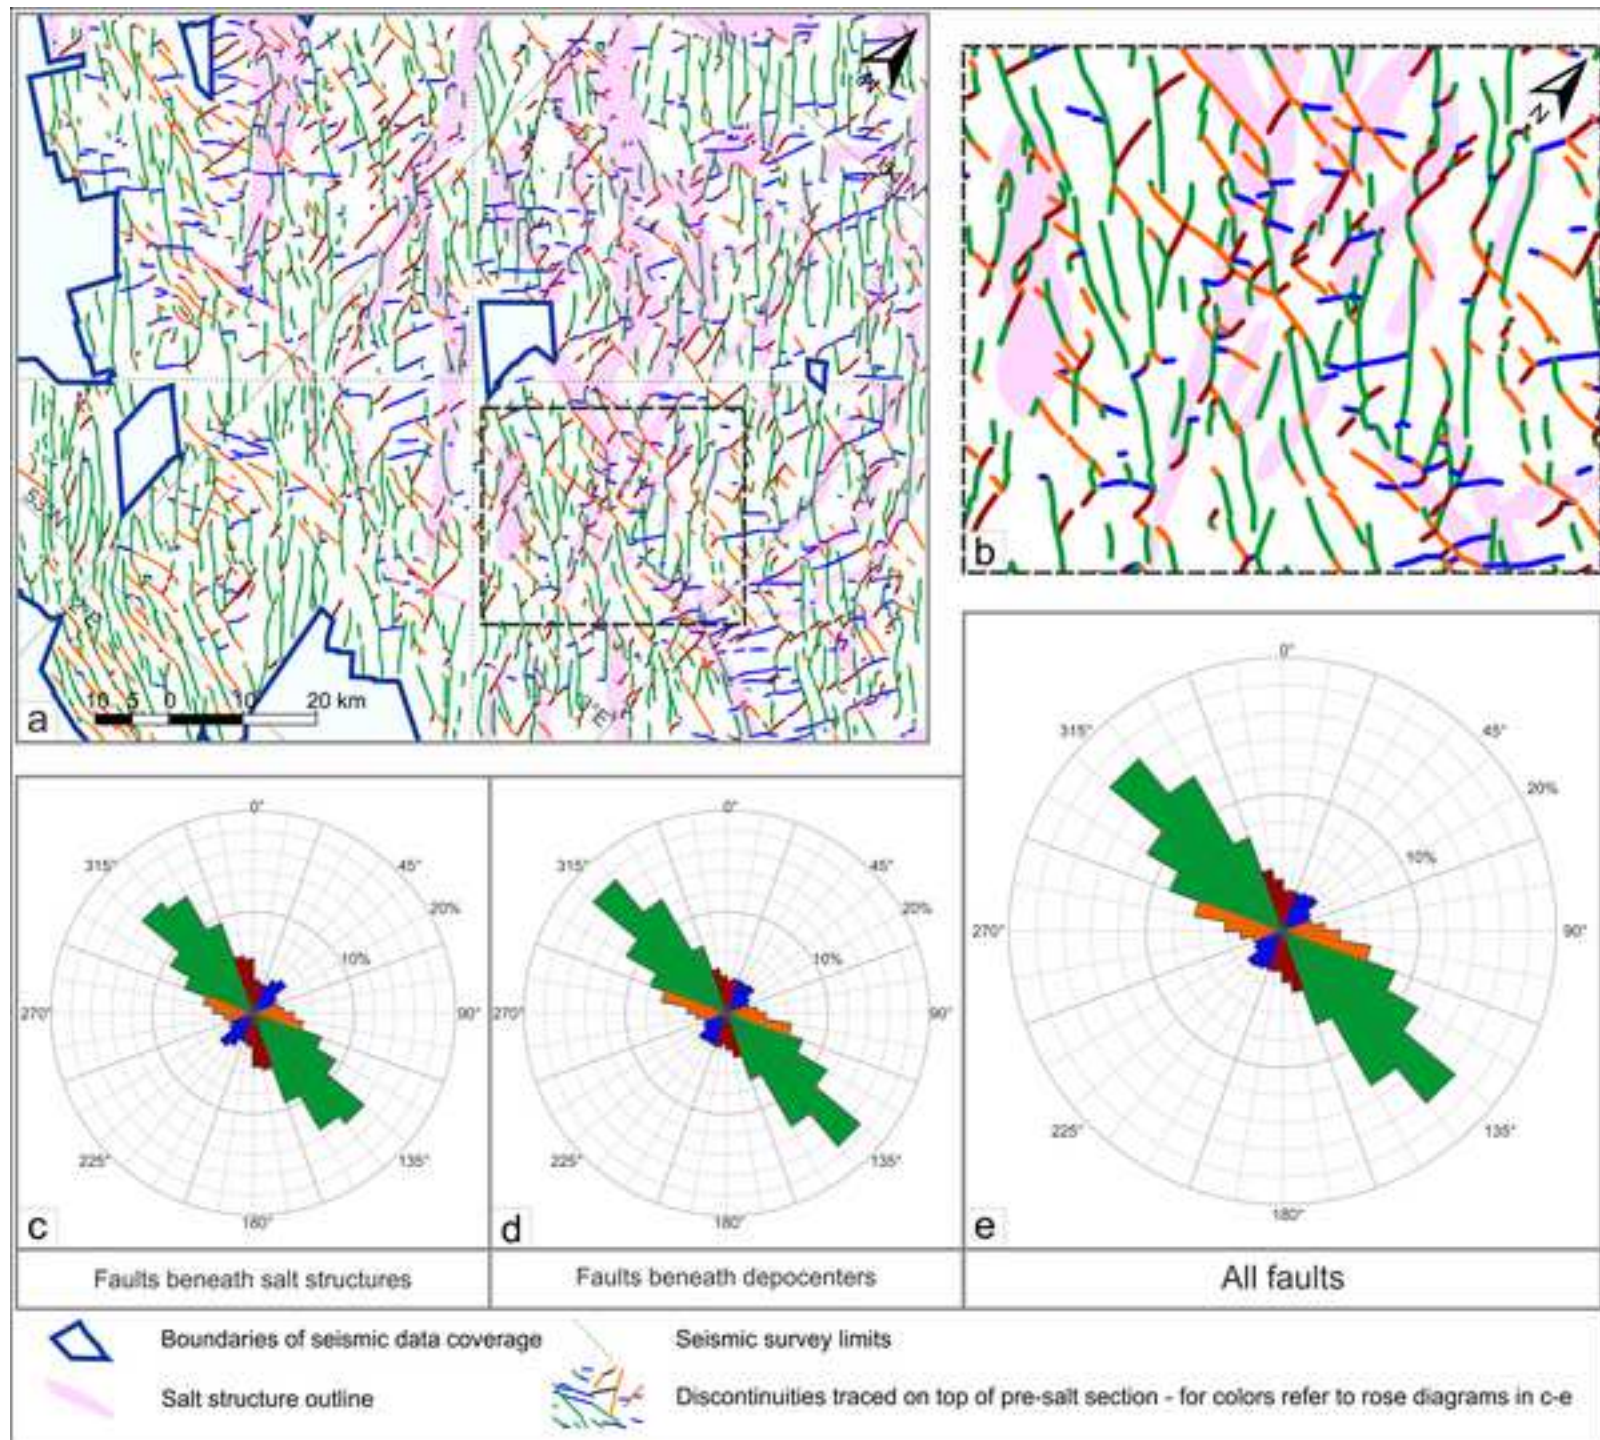 N
N
53°N
3°E
a
10 5 0 10 20 km
b
0°
315°
45°
20%
10%
270°
90°
225°
135°
180°
c
0°
315°
45°
20%
10%
270°
90°
225°
135°
180°
d
0°
315°
45°
20%
10%
270°
90°
225°
135°
180°
e
Faults beneath salt structures
Faults beneath depocenters
All faults
Boundaries of seismic data coverage
Seismic survey limits
Salt structure outline
Discontinuities traced on top of pre-salt section - for colors refer to rose diagrams in c-e